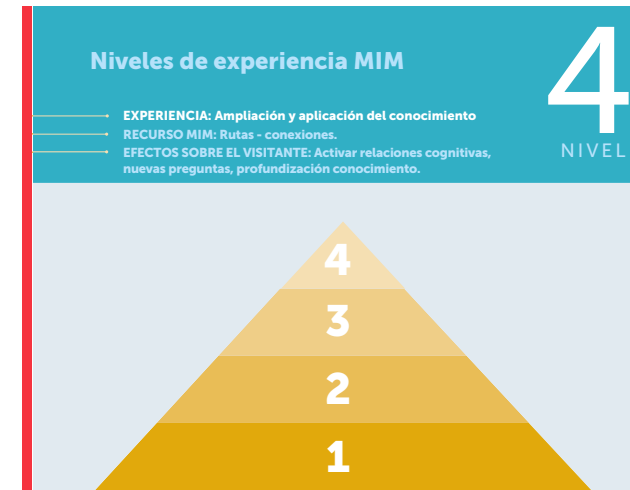 Niveles de experiencia MIM
4
NIVEL
EXPERIENCIA: Ampliación y aplicación del conocimiento
RECURSO MIM: Rutas - conexiones.
EFECTOS SOBRE EL VISITANTE: Activar relaciones cognitivas,
nuevas preguntas, profundización conocimiento.
4
3
2
1